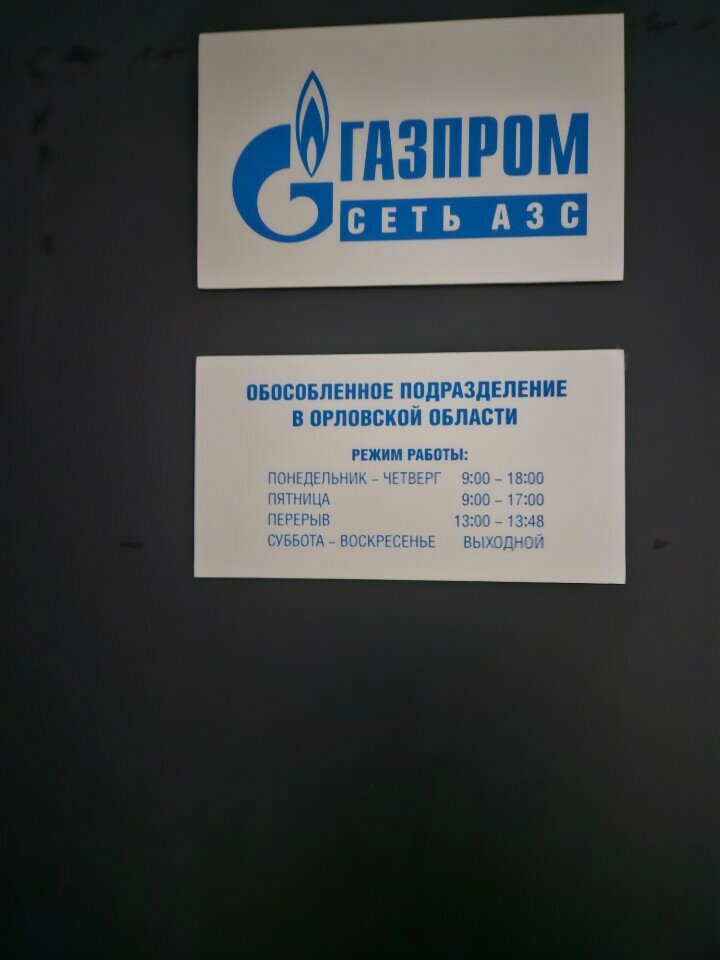 ГАЗПРОМ
СЕТЬ АЗС
ОБОСОБЛЕННОЕ ПОДРАЗДЕЛЕНИЕ
В ОРЛОВСКОЙ ОБЛАСТИ
РЕЖИМ РАБОТЫ:
ПОНЕДЕЛЬНИК – ЧЕТВЕРГ 9:00 – 18:00
ПЯТНИЦА 9:00 – 17:00
ПЕРЕРЫВ 13:00 – 13:48
СУББОТА – ВОСКРЕСЕНЬЕ ВЫХОДНОЙ